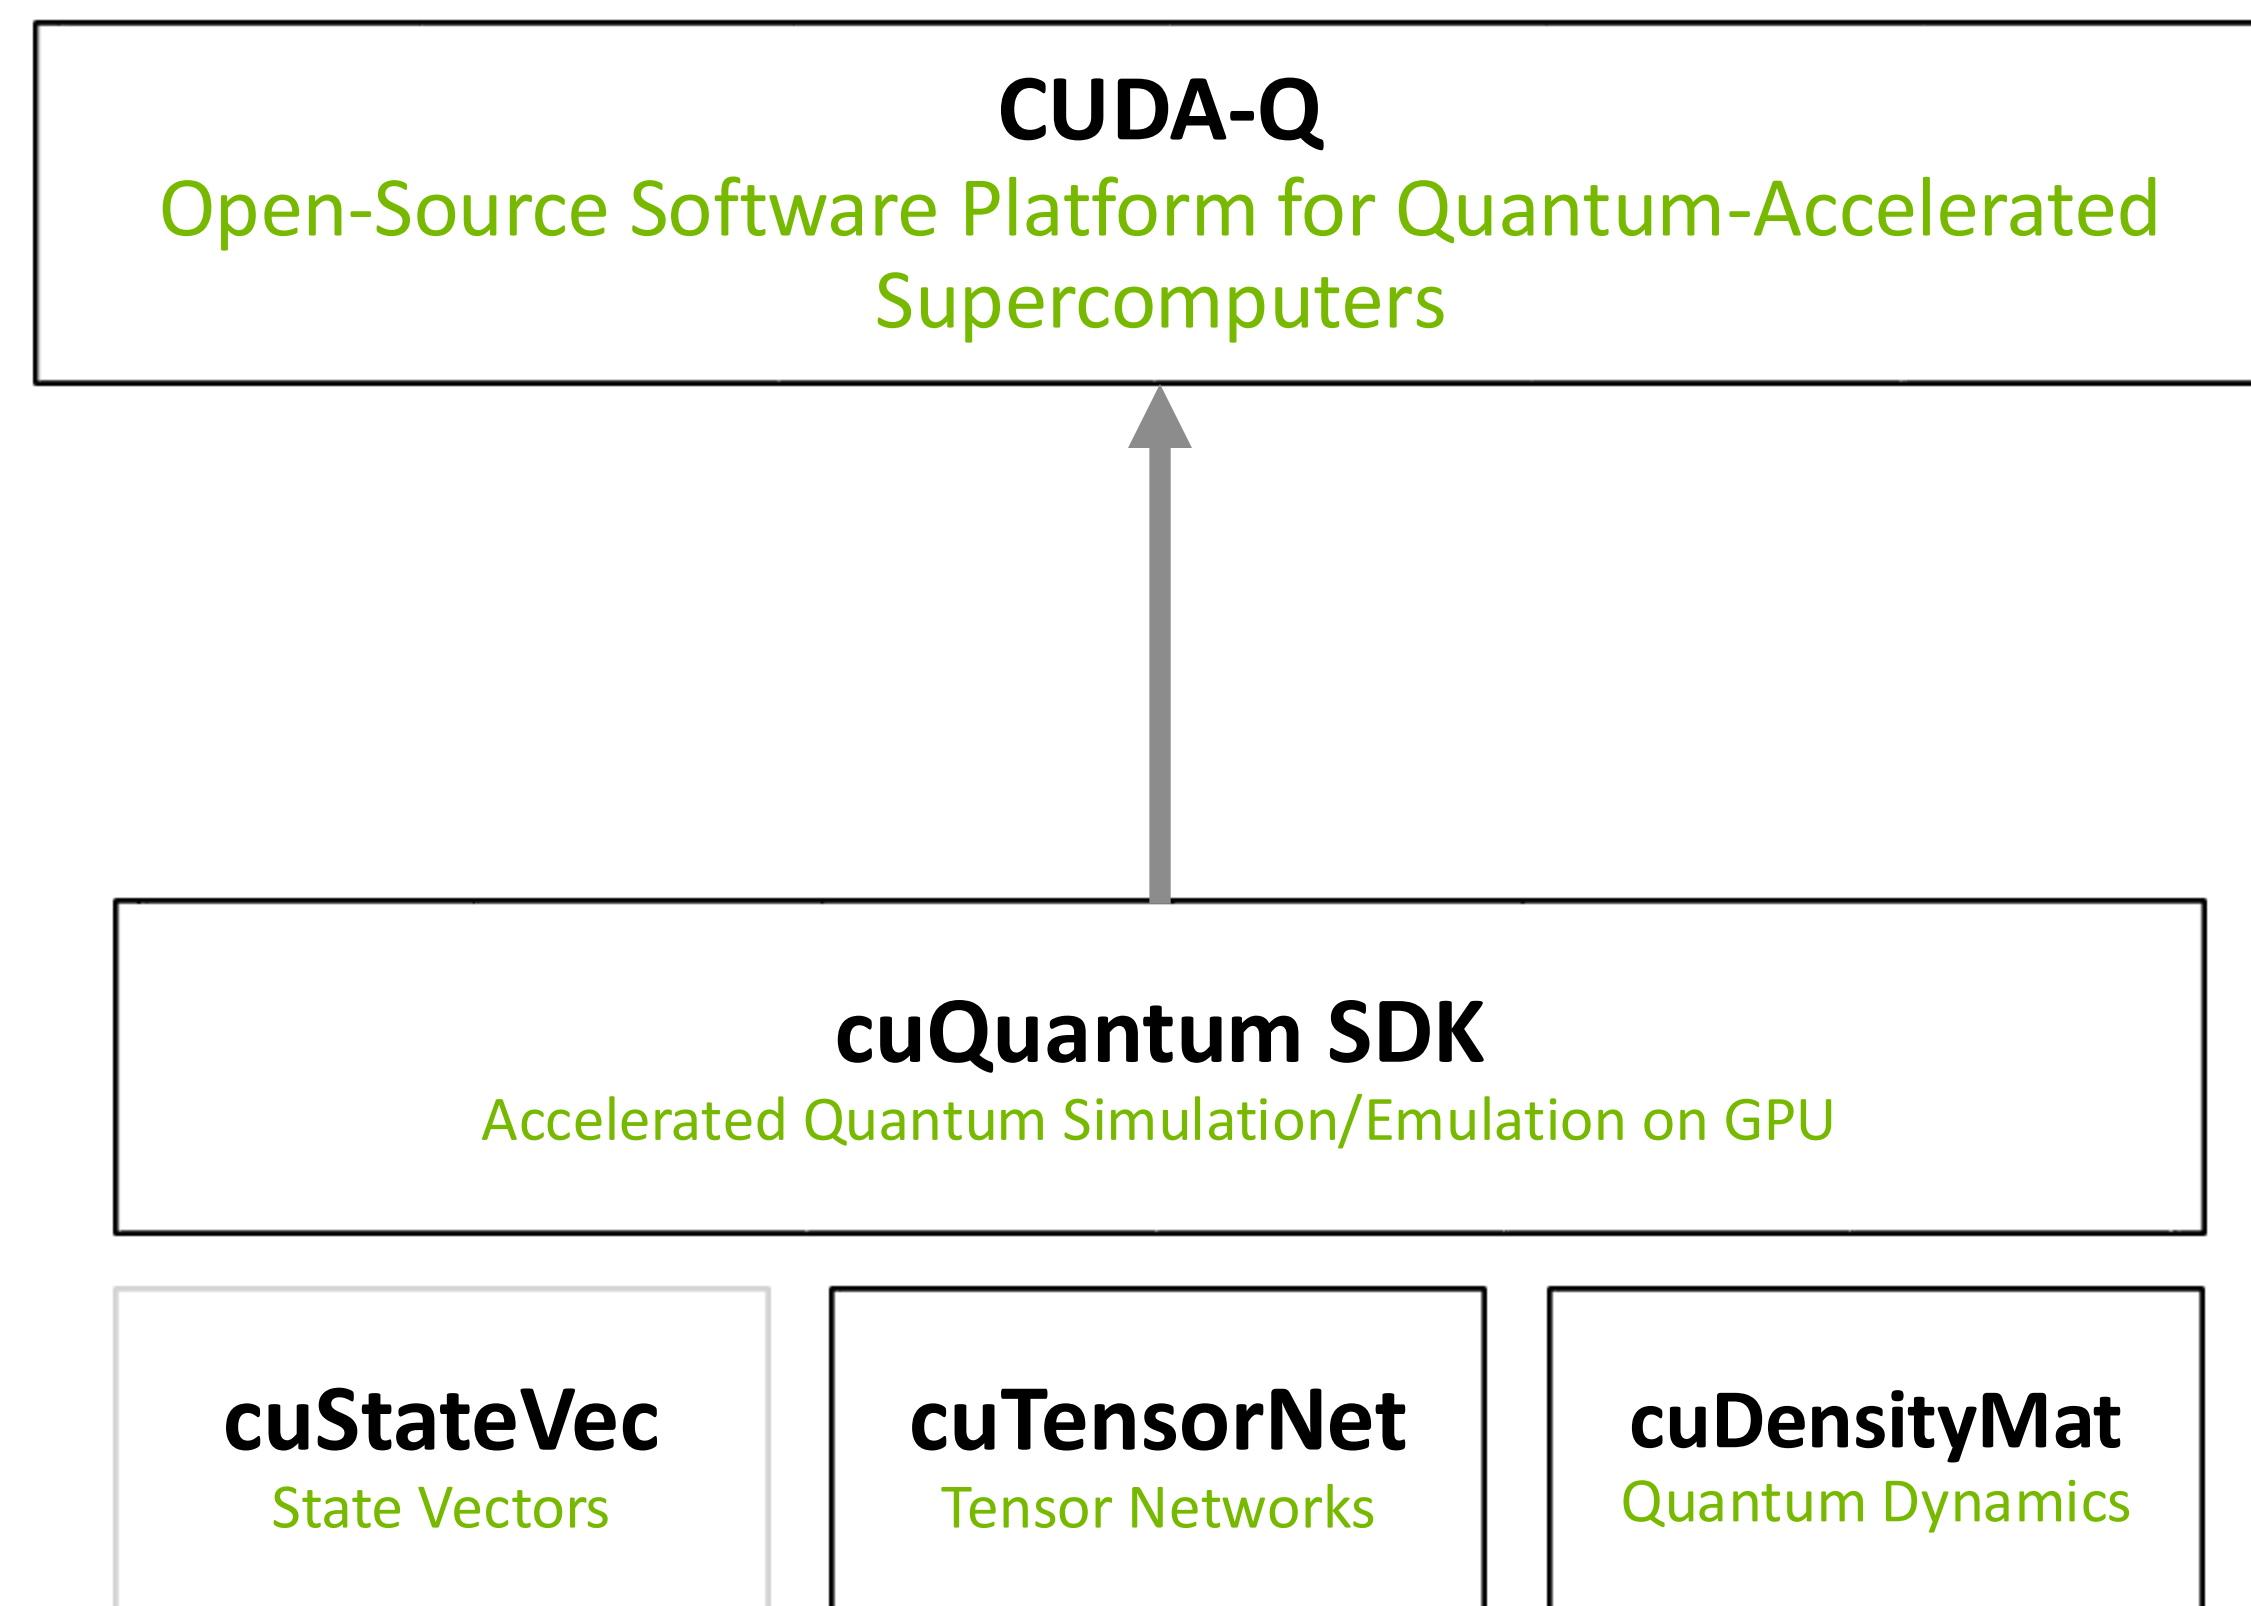 CUDA-Q
Open-Source Software Platform for Quantum-Accelerated
Supercomputers
cuQuantum SDK
Accelerated Quantum Simulation/Emulation on GPU
cuStateVec
State Vectors
cuTensorNet
Tensor Networks
cuDensityMat
Quantum Dynamics